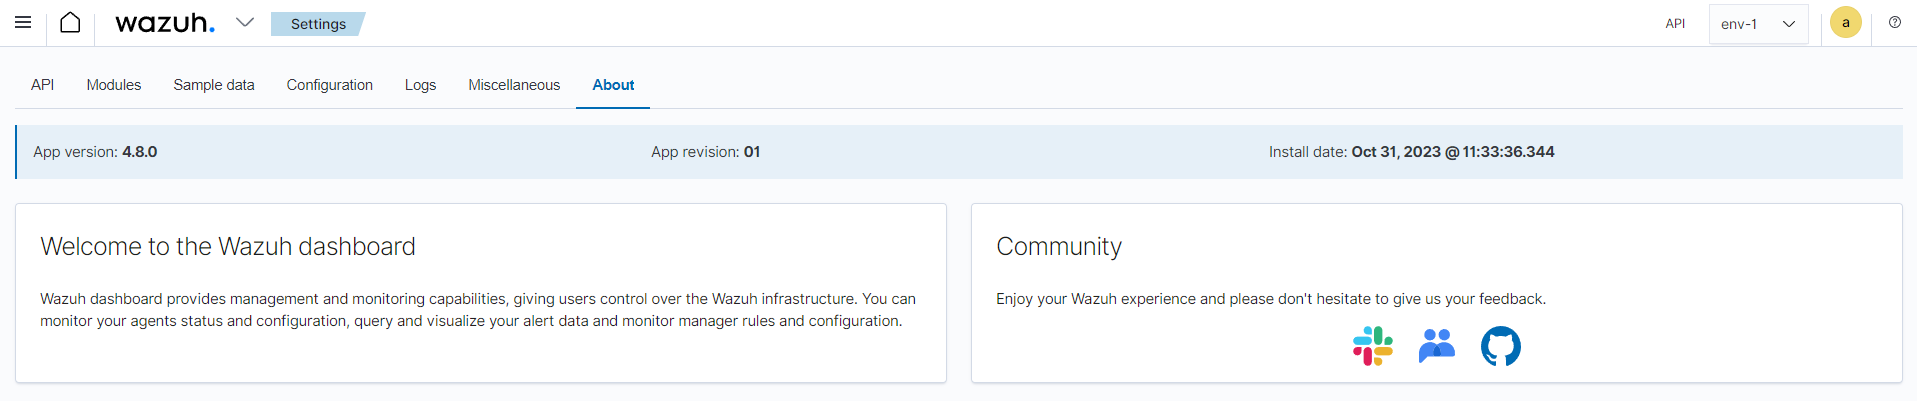 wazuh. Settings API env-1 a
API Modules Sample data Configuration Logs Miscellaneous About
App version: 4.8.0 App revision: 01 Install date: Oct 31, 2023 @ 11:33:36.344
Welcome to the Wazuh dashboard
Wazuh dashboard provides management and monitoring capabilities, giving users control over the Wazuh infrastructure. You can
monitor your agents status and configuration, query and visualize your alert data and monitor manager rules and configuration.
Community
Enjoy your Wazuh experience and please don't hesitate to give us your feedback.